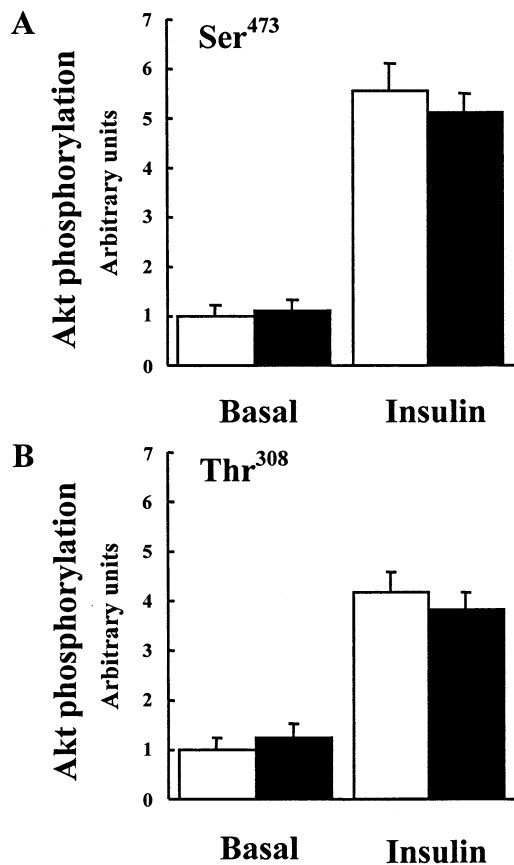 A
Ser⁴⁷³
Akt phosphorylation
Arbitrary units
7
6
5
4
3
2
1
0
Basal Insulin
B
Thr³⁰⁸
Akt phosphorylation
Arbitrary units
7
6
5
4
3
2
1
0
Basal Insulin